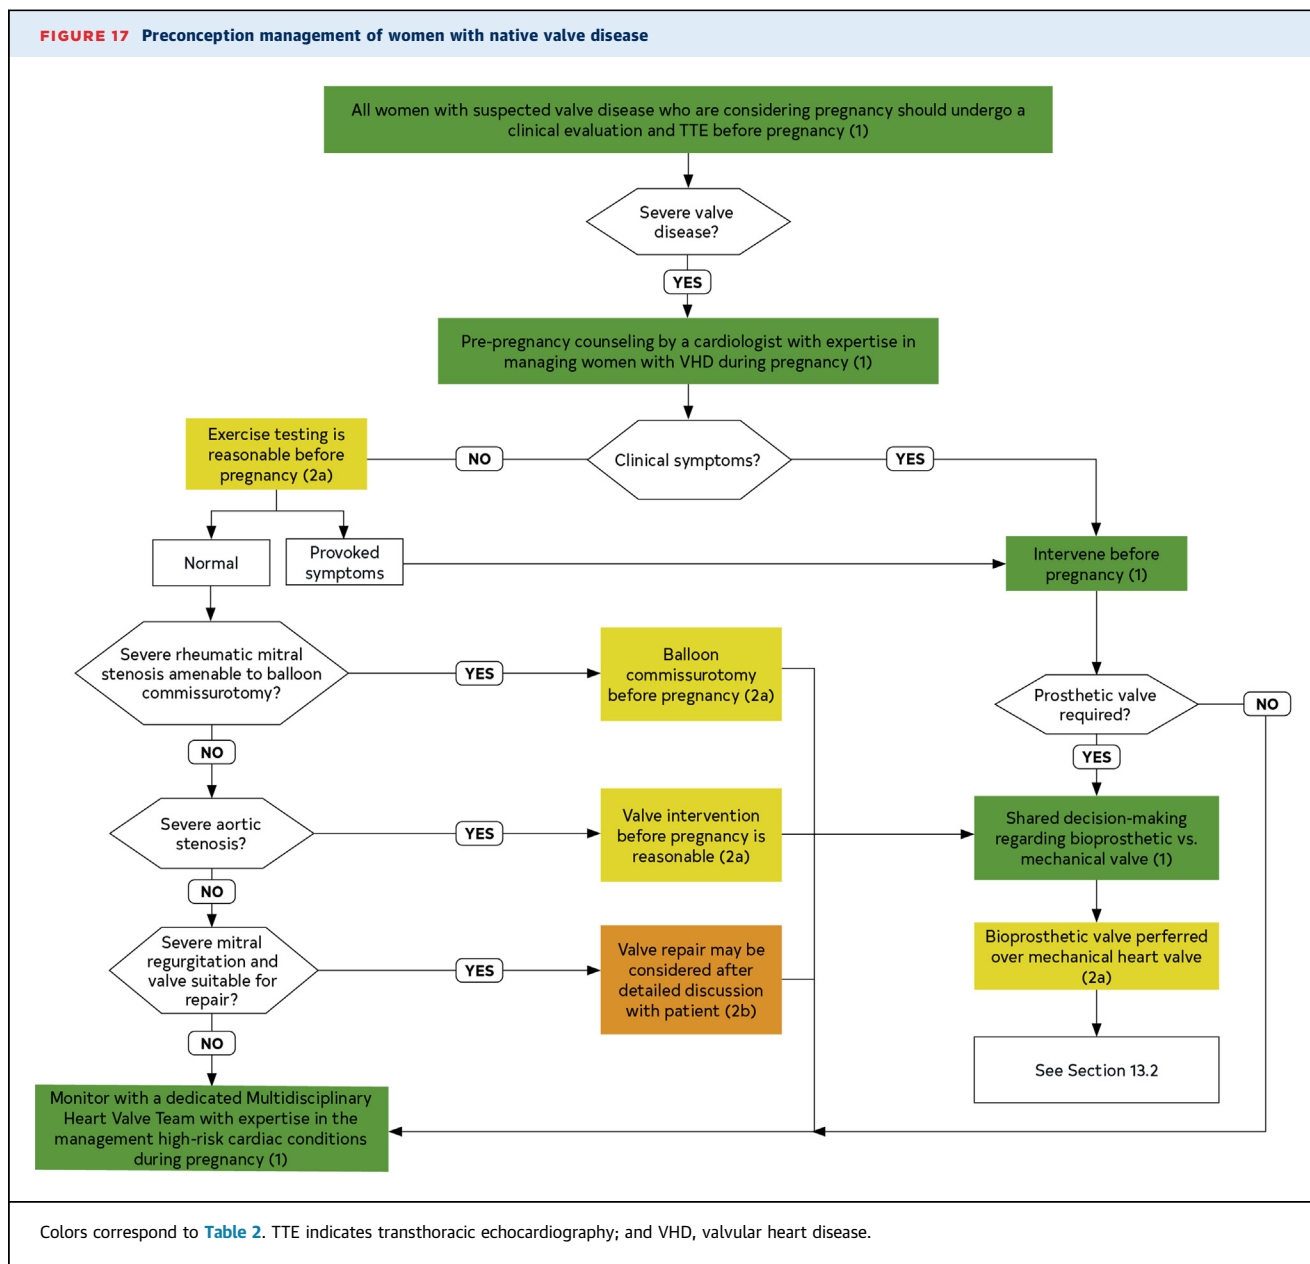 FIGURE 17 Preconception management of women with native valve disease
All women with suspected valve disease who are considering pregnancy should undergo a
clinical evaluation and TTE before pregnancy (1)
Severe valve
disease?
YES
Pre-pregnancy counseling by a cardiologist with expertise in
managing women with VHD during pregnancy (1)
Clinical symptoms?
NO
YES
Exercise testing is
reasonable before
pregnancy (2a)
Normal
Provoked
symptoms
Intervene before
pregnancy (1)
Severe rheumatic mitral
stenosis amenable to balloon
commissurotomy?
YES
Balloon
commissurotomy
before pregnancy (2a)
Prosthetic valve
required?
NO
NO
YES
Severe aortic
stenosis?
YES
Valve intervention
before pregnancy is
reasonable (2a)
Shared decision-making
regarding bioprosthetic vs.
mechanical valve (1)
NO
Severe mitral
regurgitation and
valve suitable for
repair?
YES
Valve repair may be
considered after
detailed discussion
with patient (2b)
Bioprosthetic valve perferred
over mechanical heart valve
(2a)
NO
See Section 13.2
Monitor with a dedicated Multidisciplinary
Heart Valve Team with expertise in the
management high-risk cardiac conditions
during pregnancy (1)
Colors correspond to Table 2. TTE indicates transthoracic echocardiography; and VHD, valvular heart disease.